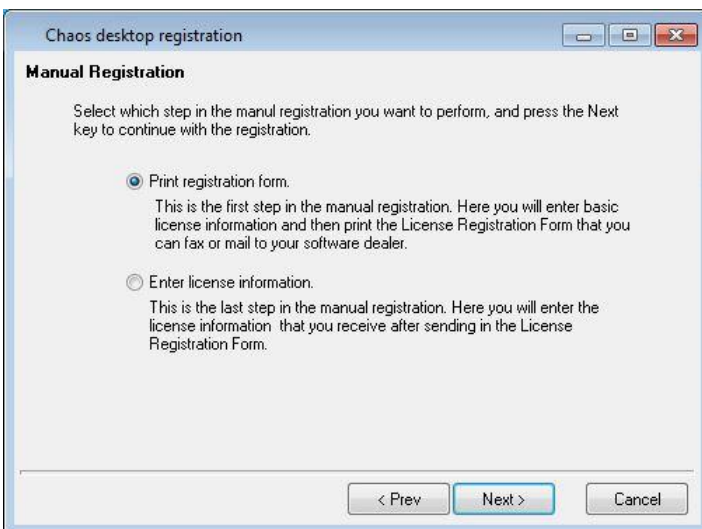 Chaos desktop registration
Manual Registration
Select which step in the manul registration you want to perform, and press the Next
key to continue with the registration.
Print registration form.
This is the first step in the manual registration. Here you will enter basic
license information and then print the License Registration Form that you
can fax or mail to your software dealer.
Enter license information.
This is the last step in the manual registration. Here you will enter the
license information  that you receive after sending in the License
Registration Form.
< Prev
Next >
Cancel